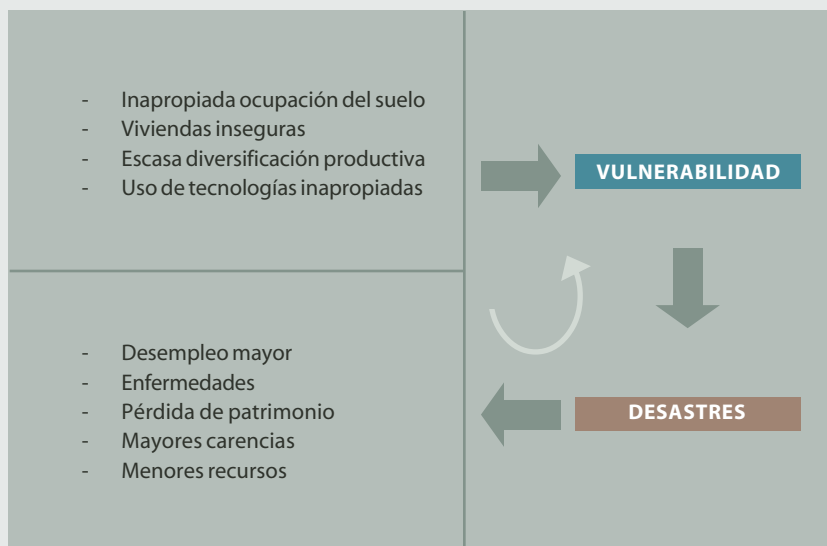 - Inapropiada ocupación del suelo
- Viviendas inseguras
- Escasa diversificación productiva
- Uso de tecnologías inapropiadas
VULNERABILIDAD
- Desempleo mayor
- Enfermedades
- Pérdida de patrimonio
- Mayores carencias
- Menores recursos
DESASTRES